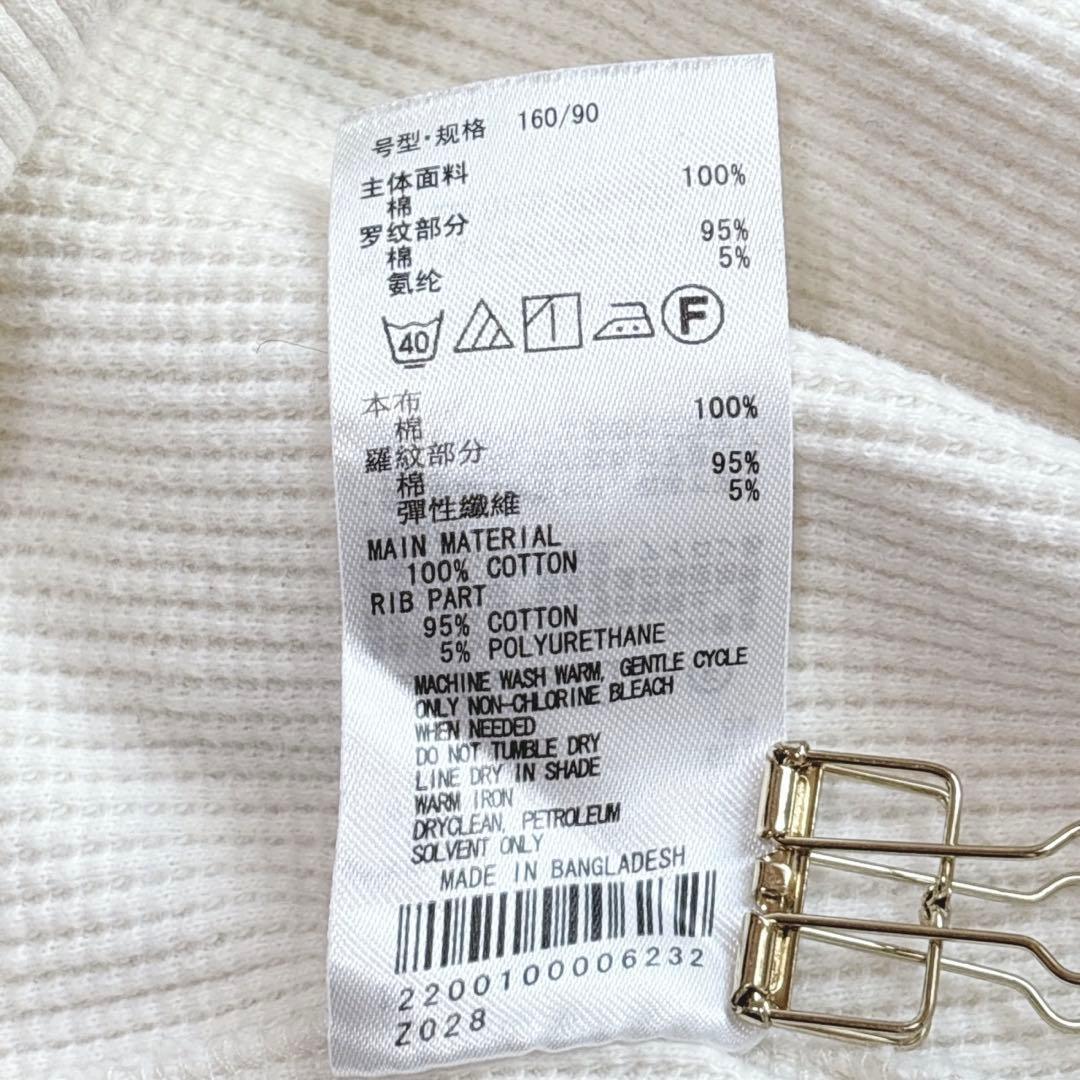 号型·规格 160/90
主体面料
棉 100%
罗纹部分
棉 95%
氨纶 5%
40 F
本布
棉 100%
羅紋部分
棉 95%
彈性纖維 5%
MAIN MATERIAL
100% COTTON
RIB PART
95% COTTON
5% POLYURETHANE
MACHINE WASH WARM, GENTLE CYCLE
ONLY NON-CHLORINE BLEACH
WHEN NEEDED
DO NOT TUMBLE DRY
LINE DRY IN SHADE
WARM IRON
DRYCLEAN, PETROLEUM
SOLVENT ONLY
MADE IN BANGLADESH
2200100006232
Z028